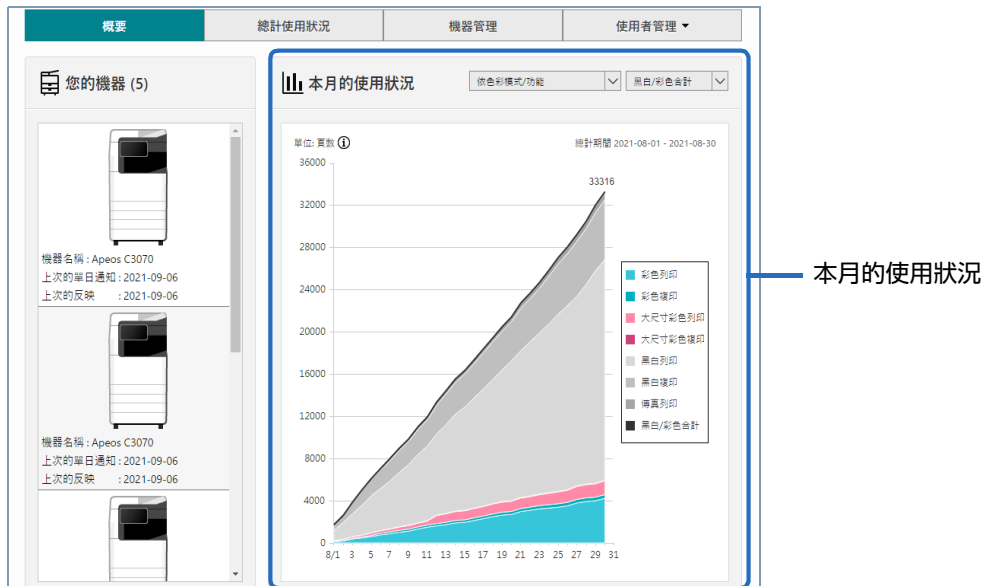 概要 總計使用狀況 機器管理 使用者管理 ▼
您的機器 (5)
機器名稱 : Apeos C3070
上次的單日通知 : 2021-09-06
上次的反映 : 2021-09-06
機器名稱 : Apeos C3070
上次的單日通知 : 2021-09-06
上次的反映 : 2021-09-06
本月的使用狀況
依色彩模式/功能
黑白/彩色合計
單位: 頁數
總計期間 2021-08-01 - 2021-08-30
33316
36000
32000
28000
24000
20000
16000
12000
8000
4000
0
8/1 3 5 7 9 11 13 15 17 19 21 23 25 27 29 31
彩色列印
彩色複印
大尺寸彩色列印
大尺寸彩色複印
黑白列印
黑白複印
傳真列印
黑白/彩色合計
本月的使用狀況